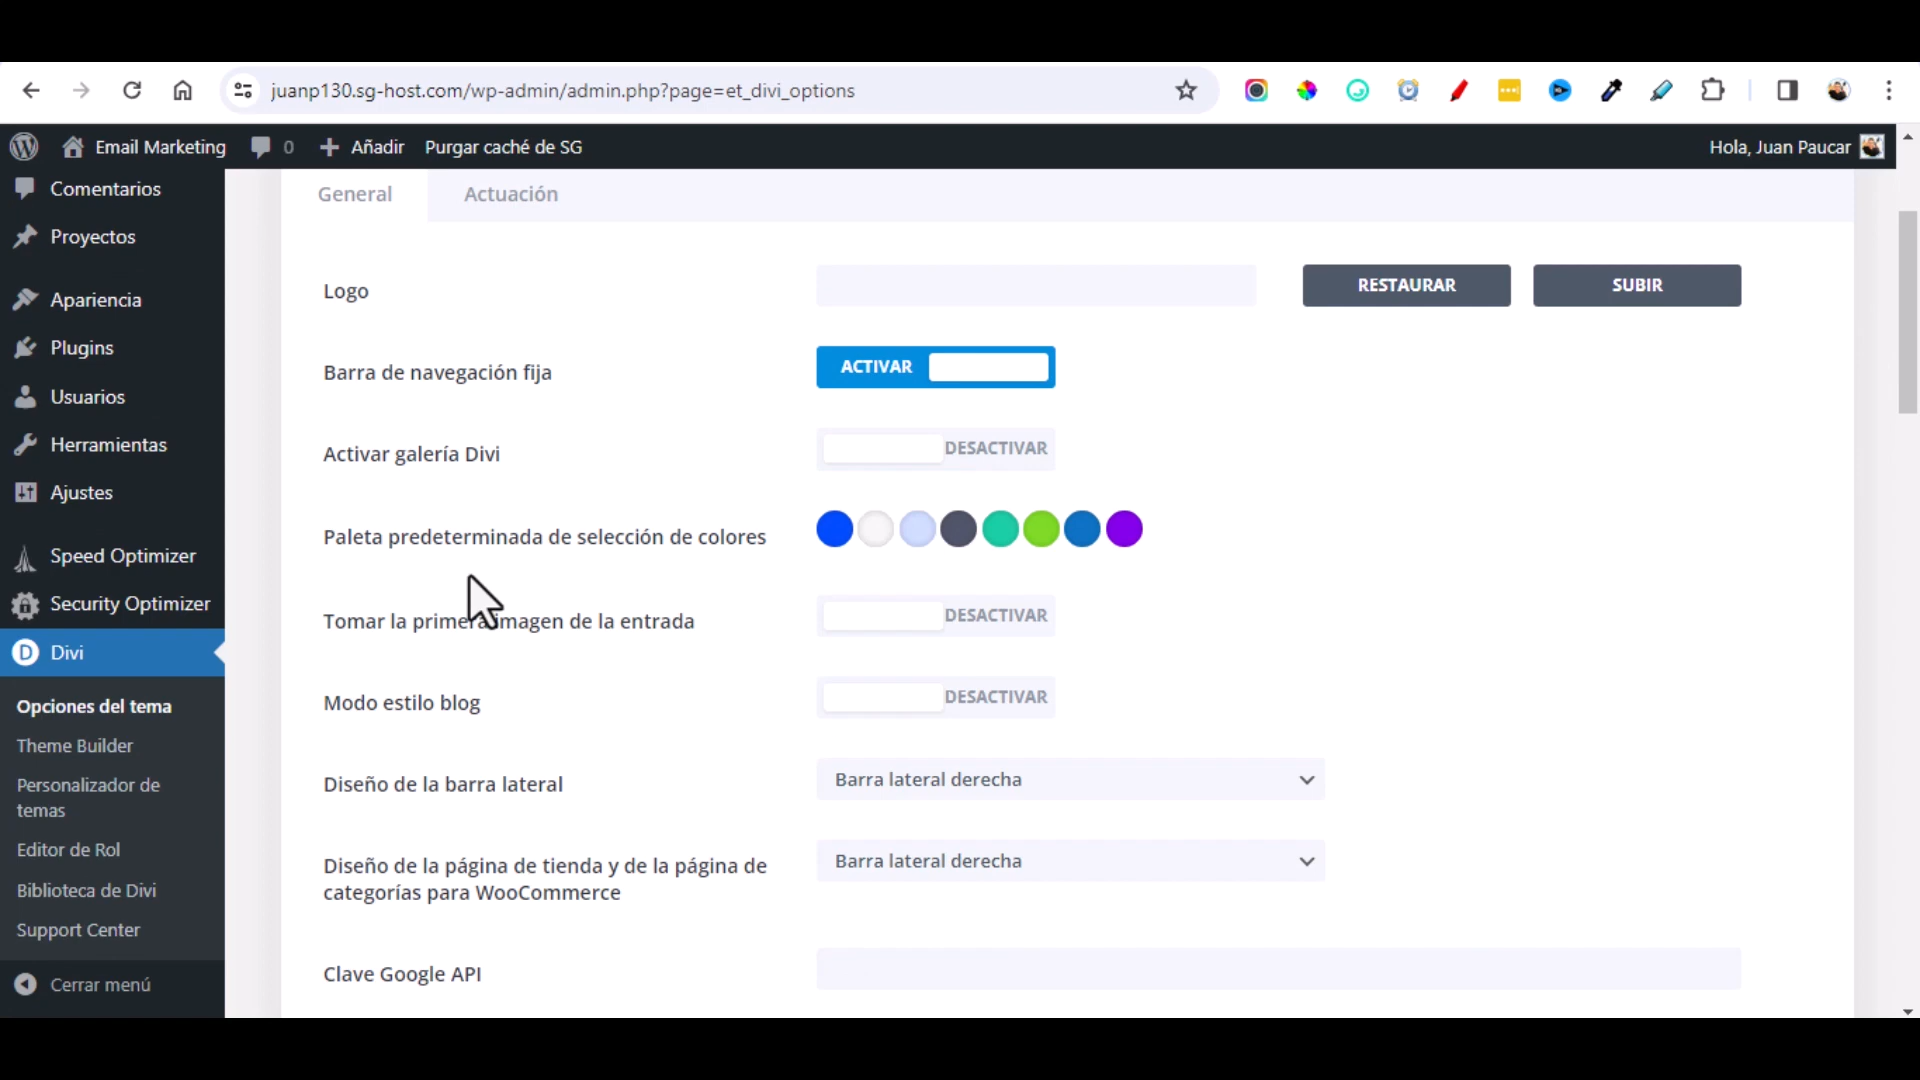 juanp130.sg-host.com/wp-admin/admin.php?page=et_divi_options
Email Marketing
0
Añadir
Purgar caché de SG
Hola, Juan Paucar
Comentarios
Proyectos
Apariencia
Plugins
Usuarios
Herramientas
Ajustes
Speed Optimizer
Security Optimizer
Divi
Opciones del tema
Theme Builder
Personalizador de
temas
Editor de Rol
Biblioteca de Divi
Support Center
Cerrar menú
General
Actuación
Logo
RESTAURAR
SUBIR
Barra de navegación fija
ACTIVAR
Activar galería Divi
DESACTIVAR
Paleta predeterminada de selección de colores
Tomar la primera imagen de la entrada
DESACTIVAR
Modo estilo blog
DESACTIVAR
Diseño de la barra lateral
Barra lateral derecha
Diseño de la página de tienda y de la página de
categorías para WooCommerce
Barra lateral derecha
Clave Google API